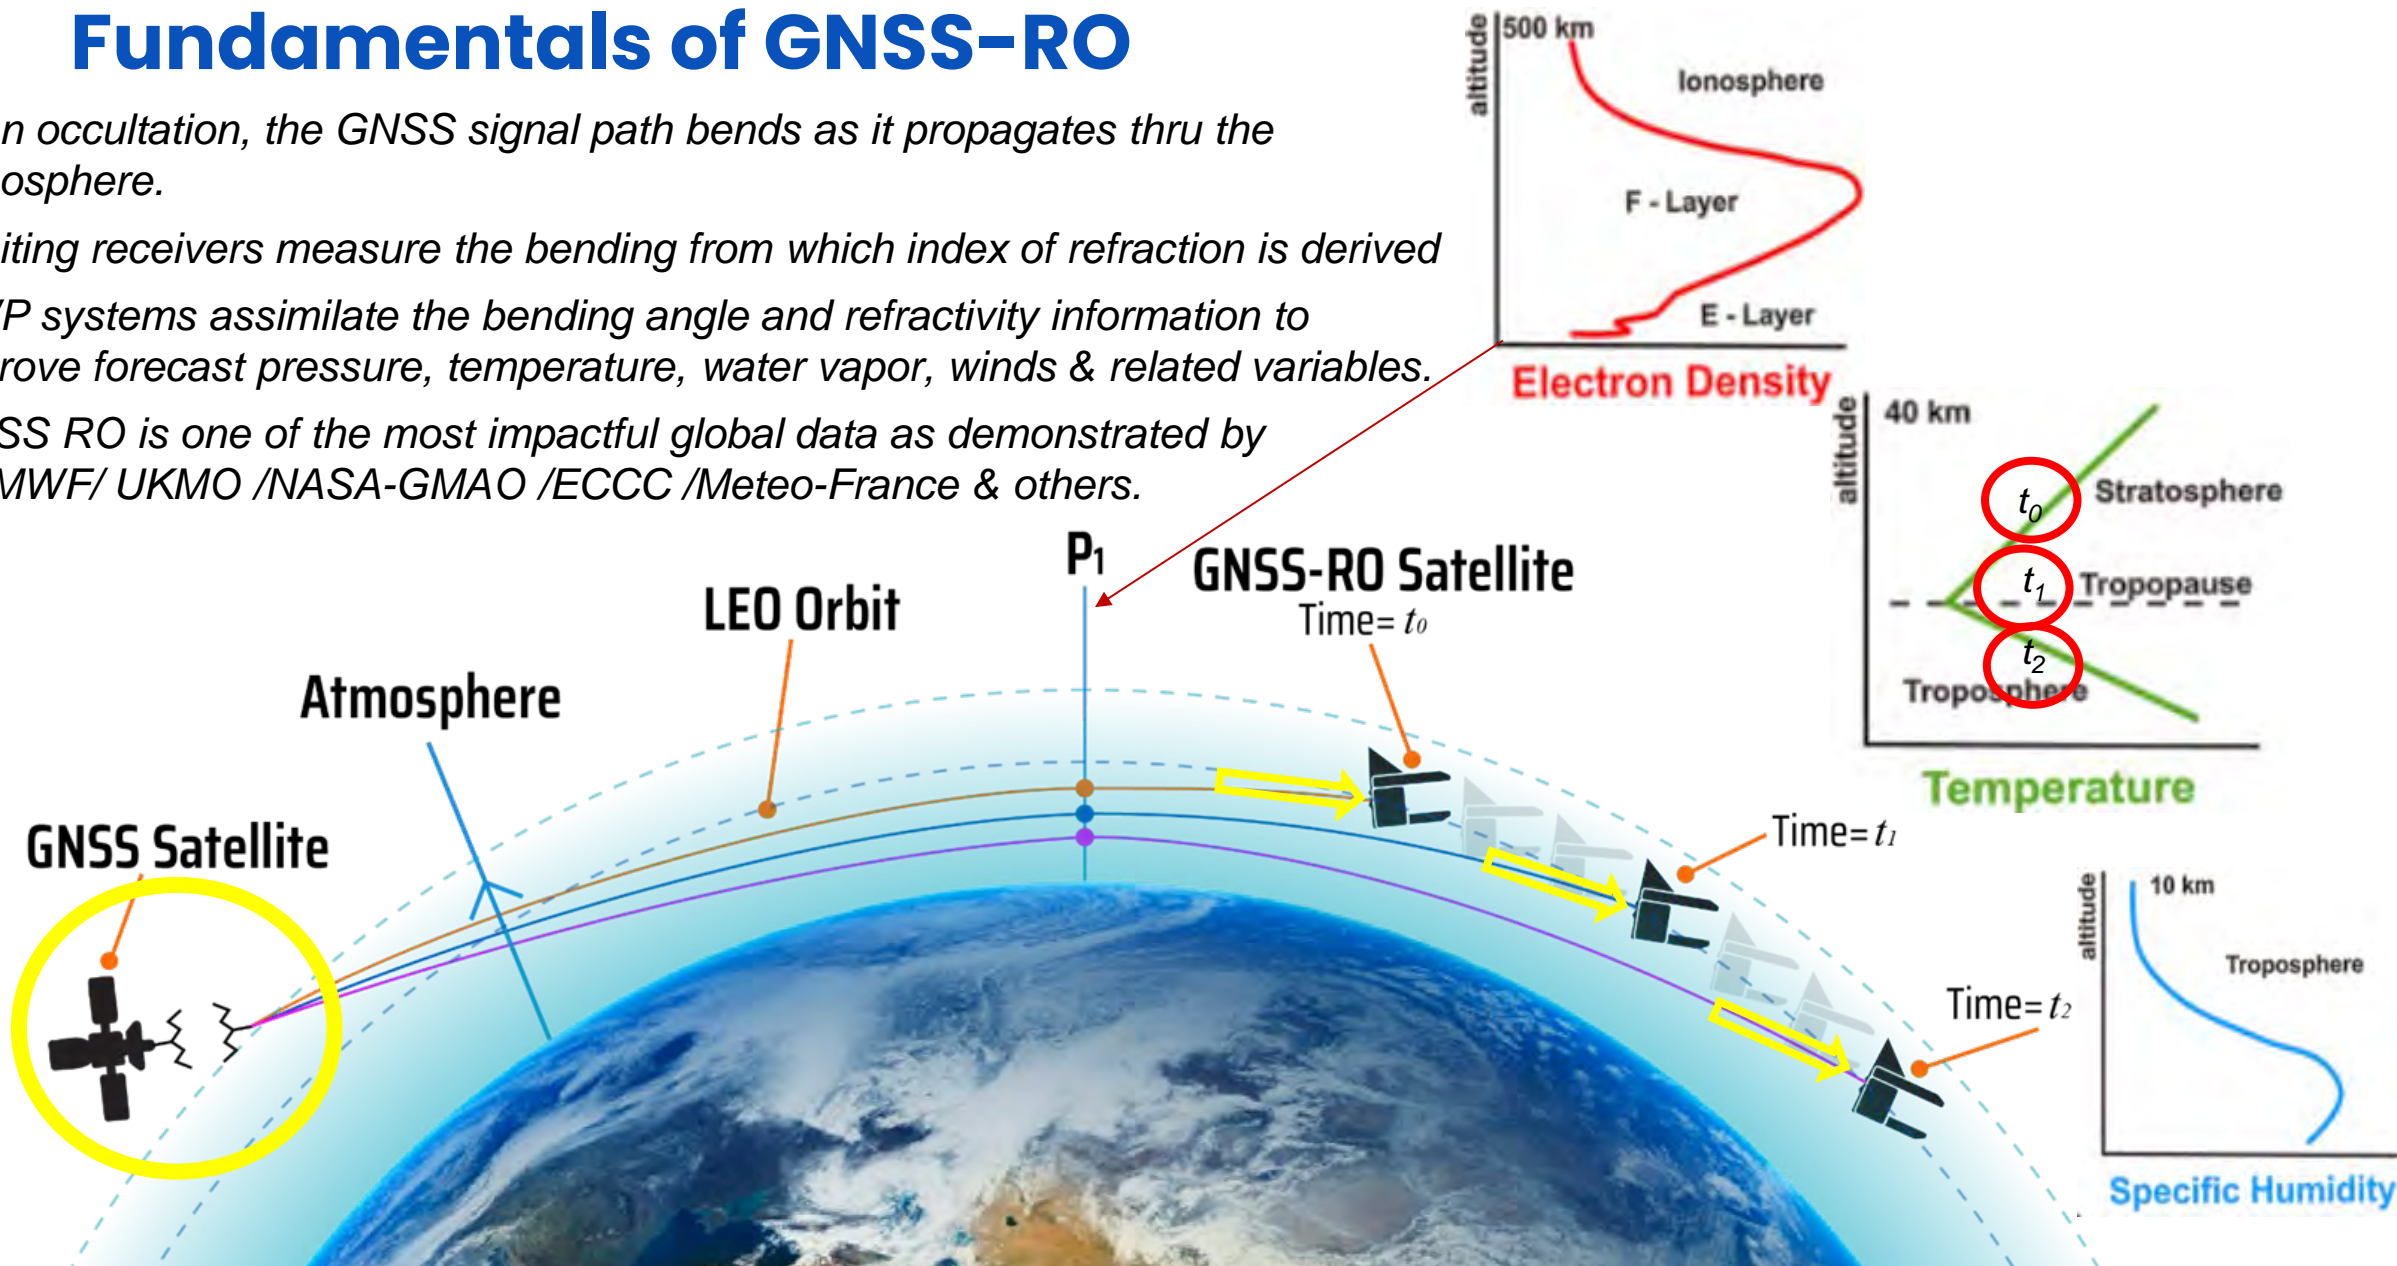 Fundamentals of GNSS-RO
n occultation, the GNSS signal path bends as it propagates thru the
osphere.
iting receivers measure the bending from which index of refraction is derived
/P systems assimilate the bending angle and refractivity information to
rove forecast pressure, temperature, water vapor, winds & related variables.
SS RO is one of the most impactful global data as demonstrated by
MWF/ UKMO /NASA-GMAO /ECCC /Meteo-France & others.
altitude
500 km
Ionosphere
F - Layer
E - Layer
Electron Density
altitude
40 km
t0
Stratosphere
t1
Tropopause
t2
Troposphere
Temperature
P1
GNSS-RO Satellite
Time= t0
LEO Orbit
Atmosphere
GNSS Satellite
Time= t1
Time= t2
altitude
10 km
Troposphere
Specific Humidity